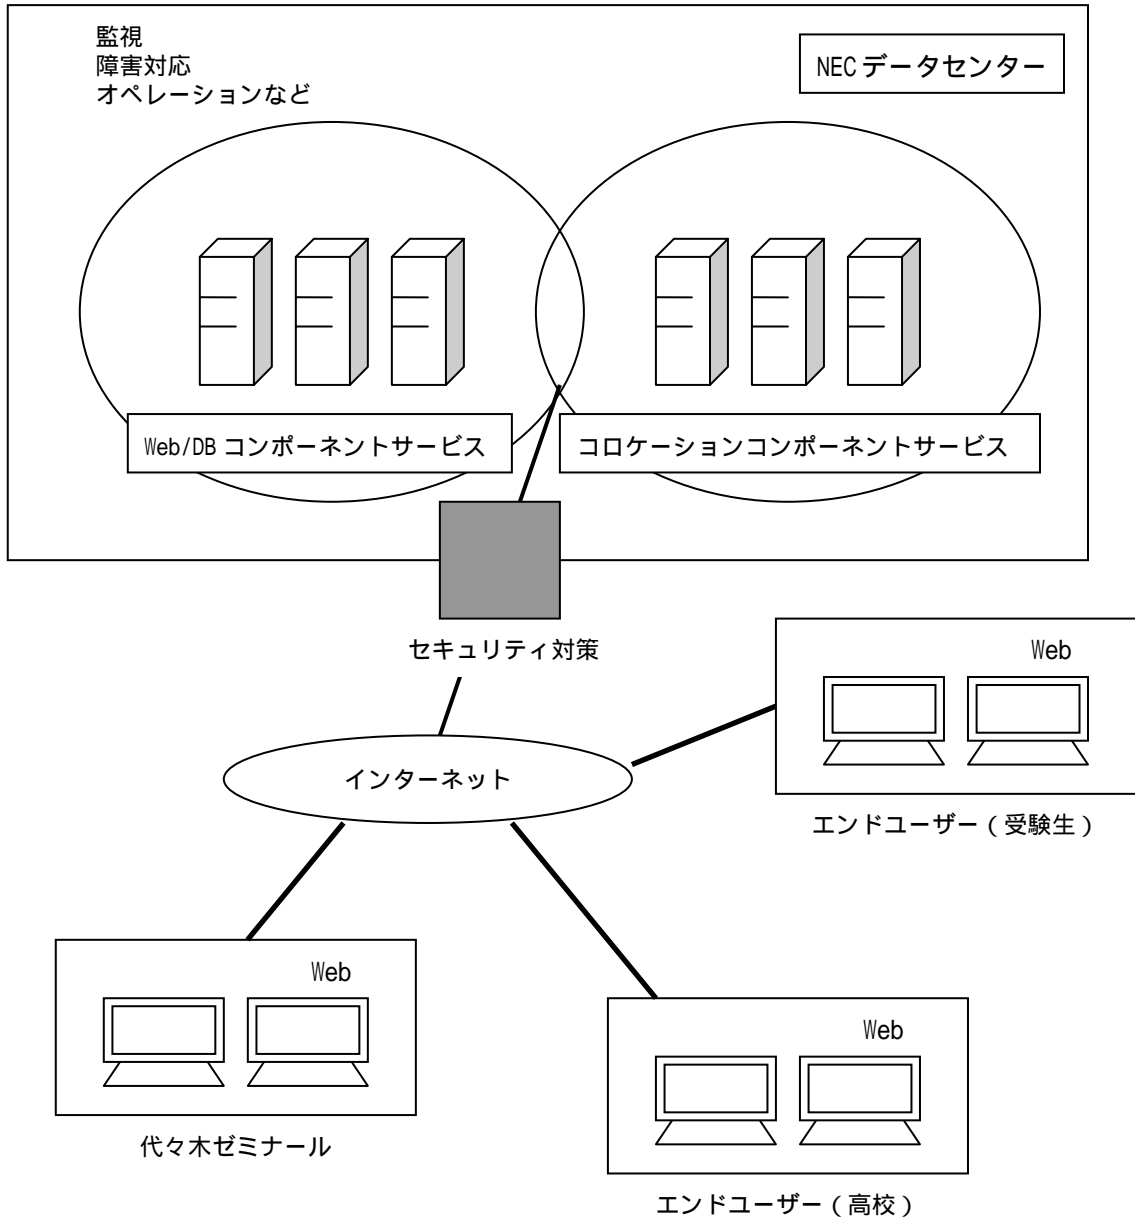 監視
障害対応
オペレーションなど
NECデータセンター
Web/DB コンポーネントサービス
コロケーションコンポーネントサービス
セキュリティ対策
Web
インターネット
エンドユーザー(受験生)
Web
代々木ゼミナール
Web
エンドユーザー(高校)